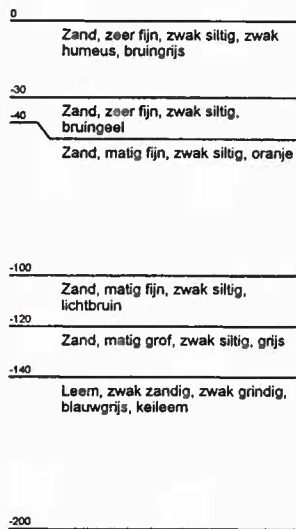 0
Zand, zeer fijn, zwak siltig, zwak
humeus, bruingrijs
-30
Zand, zeer fijn, zwak siltig,
bruingeel
-40
Zand, matig fijn, zwak siltig, oranje
-100
Zand, matig fijn, zwak siltig,
lichtbruin
-120
Zand, matig grof, zwak siltig, grijs
-140
Leem, zwak zandig, zwak grindig,
blauwgrijs, keileem
-200